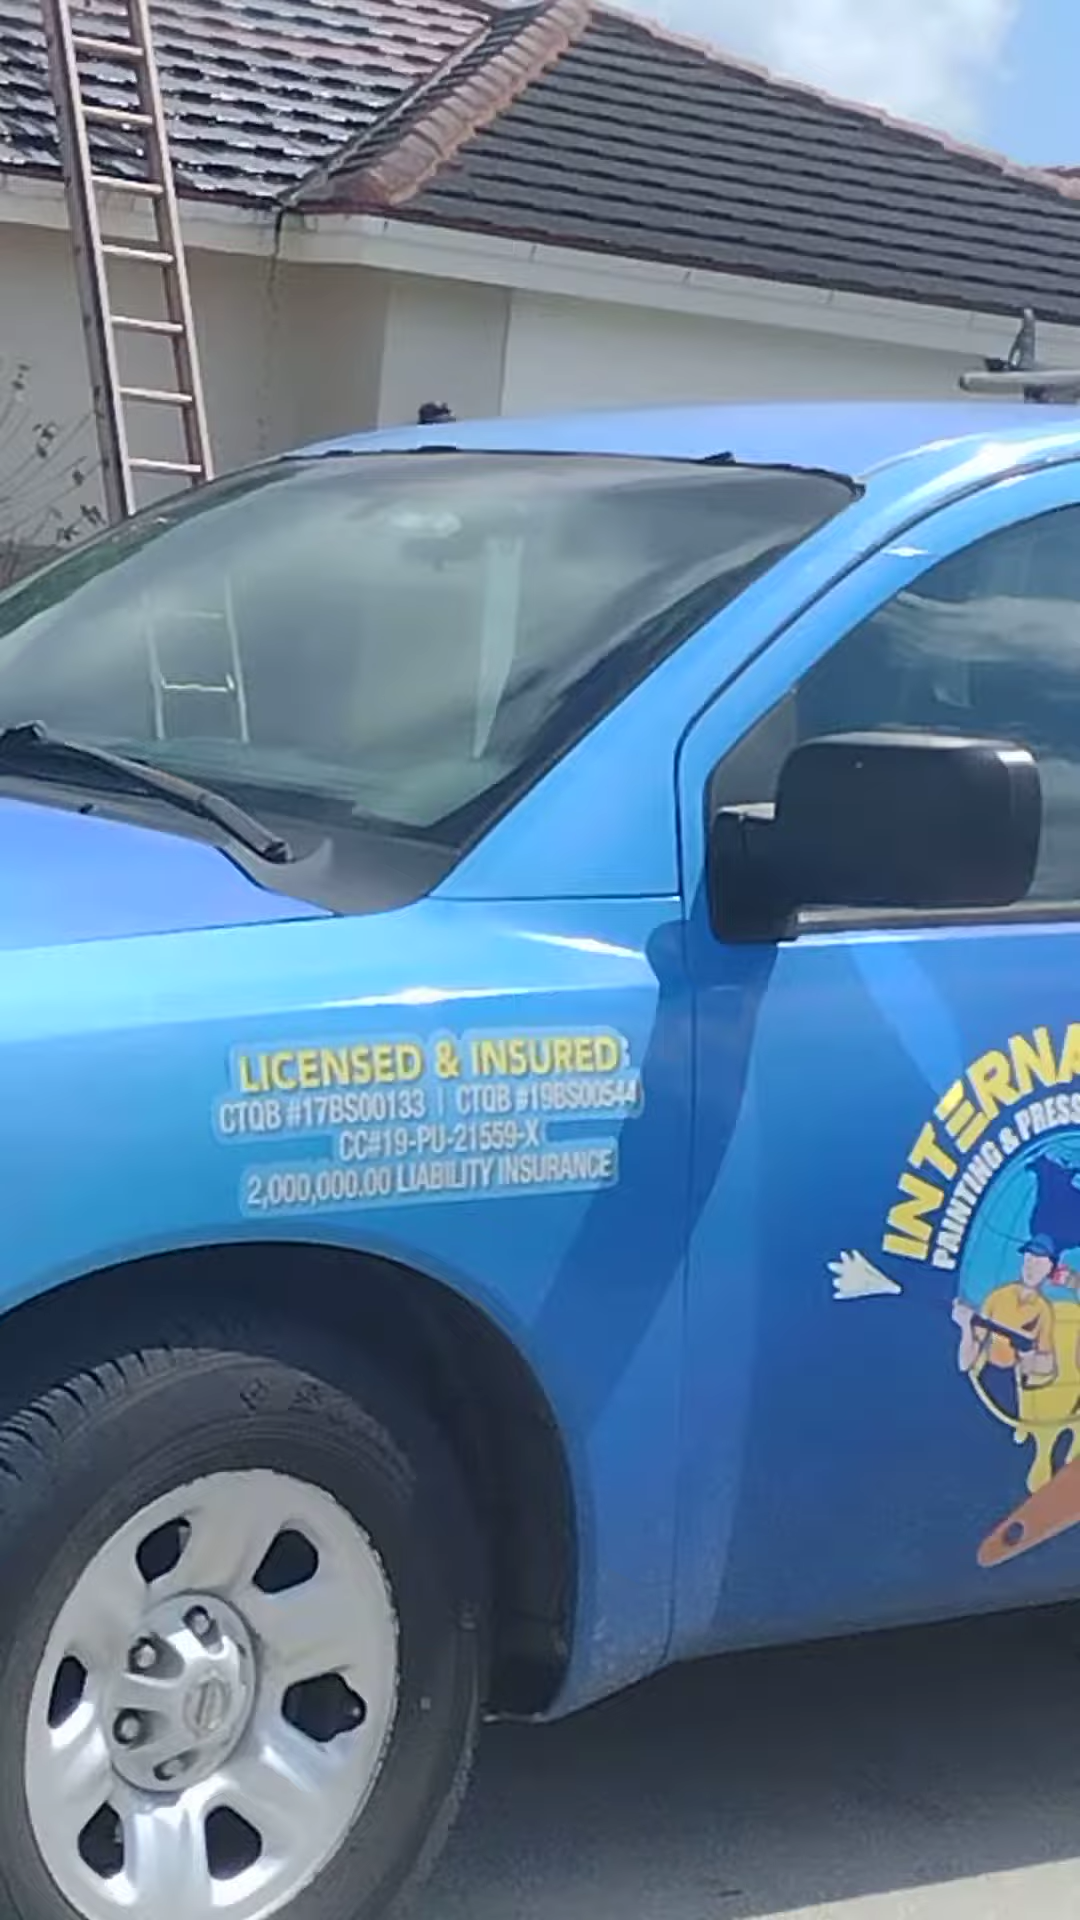 LICENSED & INSURED
CTQB #17BS00133 | CTQB #19BS00544
CC#19-PU-21559-X
2,000,000.00 LIABILITY INSURANCE
INTERNA
PAINTING & PRESS